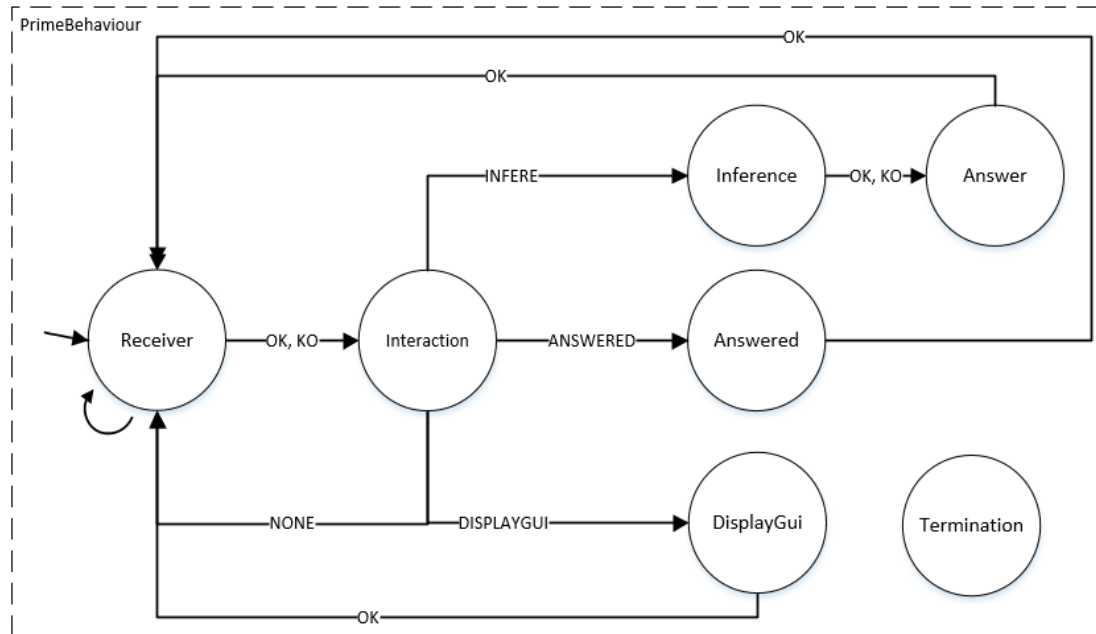 PrimeBehaviour
OK
OK
INFERE
Inference
OK, KO
Answer
Receiver
OK, KO
Interaction
ANSWERED
Answered
NONE
DISPLAYGUI
DisplayGui
Termination
OK